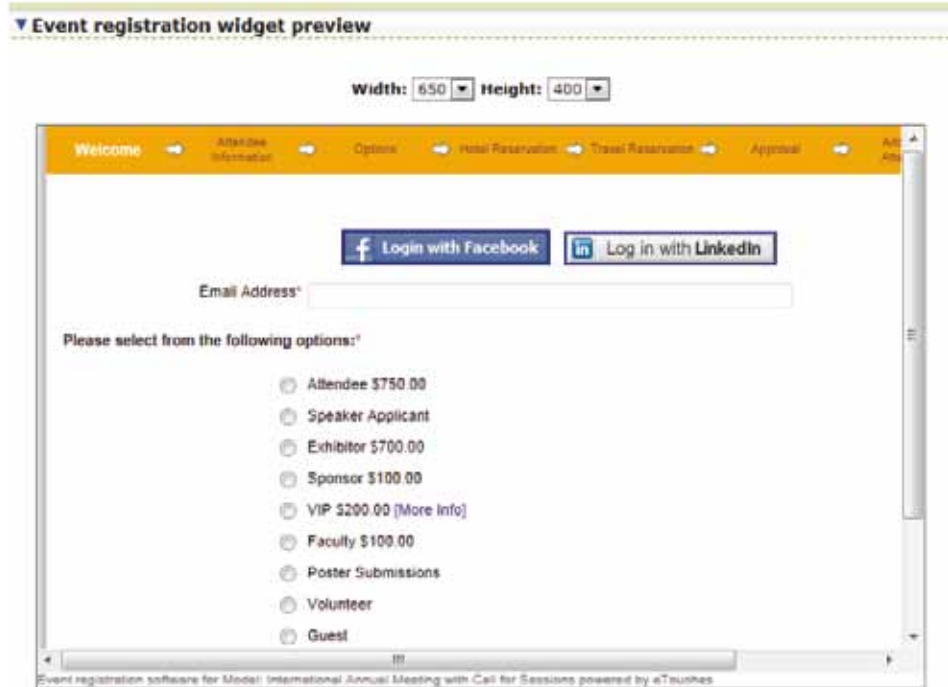 Event registration widget preview
Width: 650 Height: 400
Welcome Attendee Information Options Hotel Reservation Travel Reservation Approval
f Login with Facebook in Log in with LinkedIn
Email Address*
Please select from the following options:*
Attendee $750.00
Speaker Applicant
Exhibitor $700.00
Sponsor $100.00
VIP $200.00 [More Info]
Faculty $100.00
Poster Submissions
Volunteer
Guest
Event registration software for Model: International Annual Meeting with Call for Sessions powered by eTouches